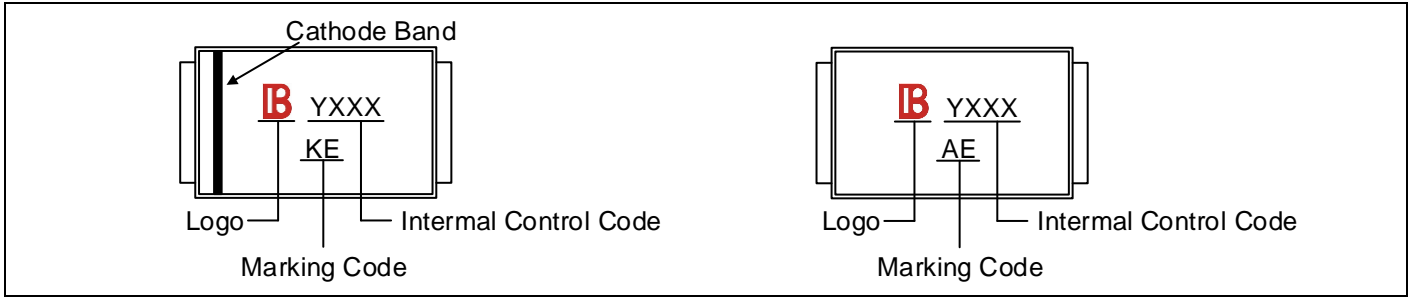 Cathode Band
B YXXX
KE
Logo
Intermal Control Code
Marking Code
B YXXX
AE
Logo
Intermal Control Code
Marking Code